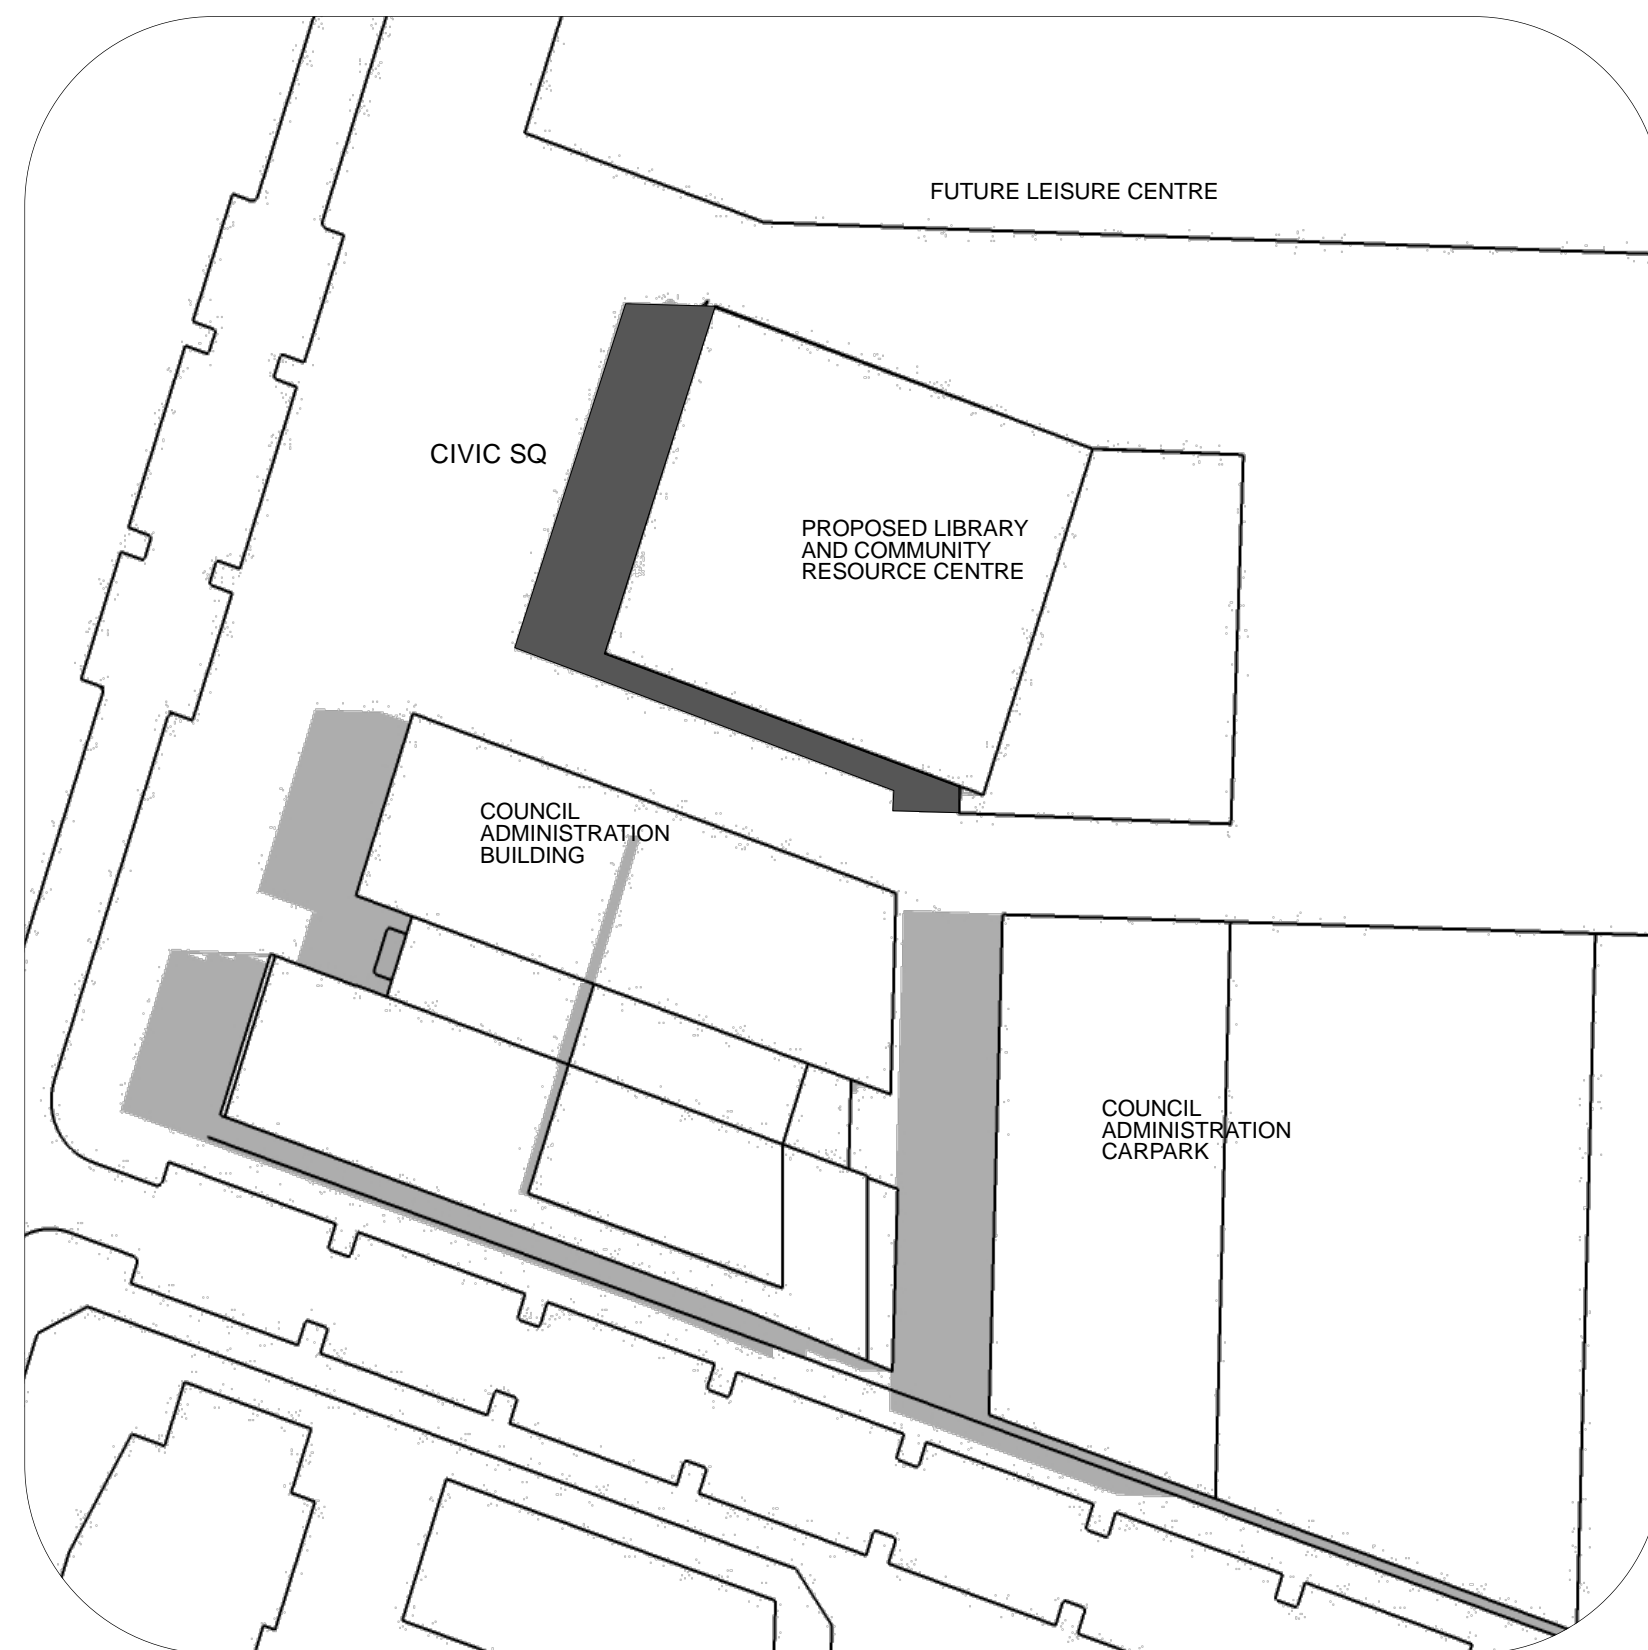 FUTURE LEISURE CENTRE
CIVIC SQ
PROPOSED LIBRARY
AND COMMUNITY
RESOURCE CENTRE
COUNCIL
ADMINISTRATION
BUILDING
COUNCIL
ADMINISTRATION
CARPARK